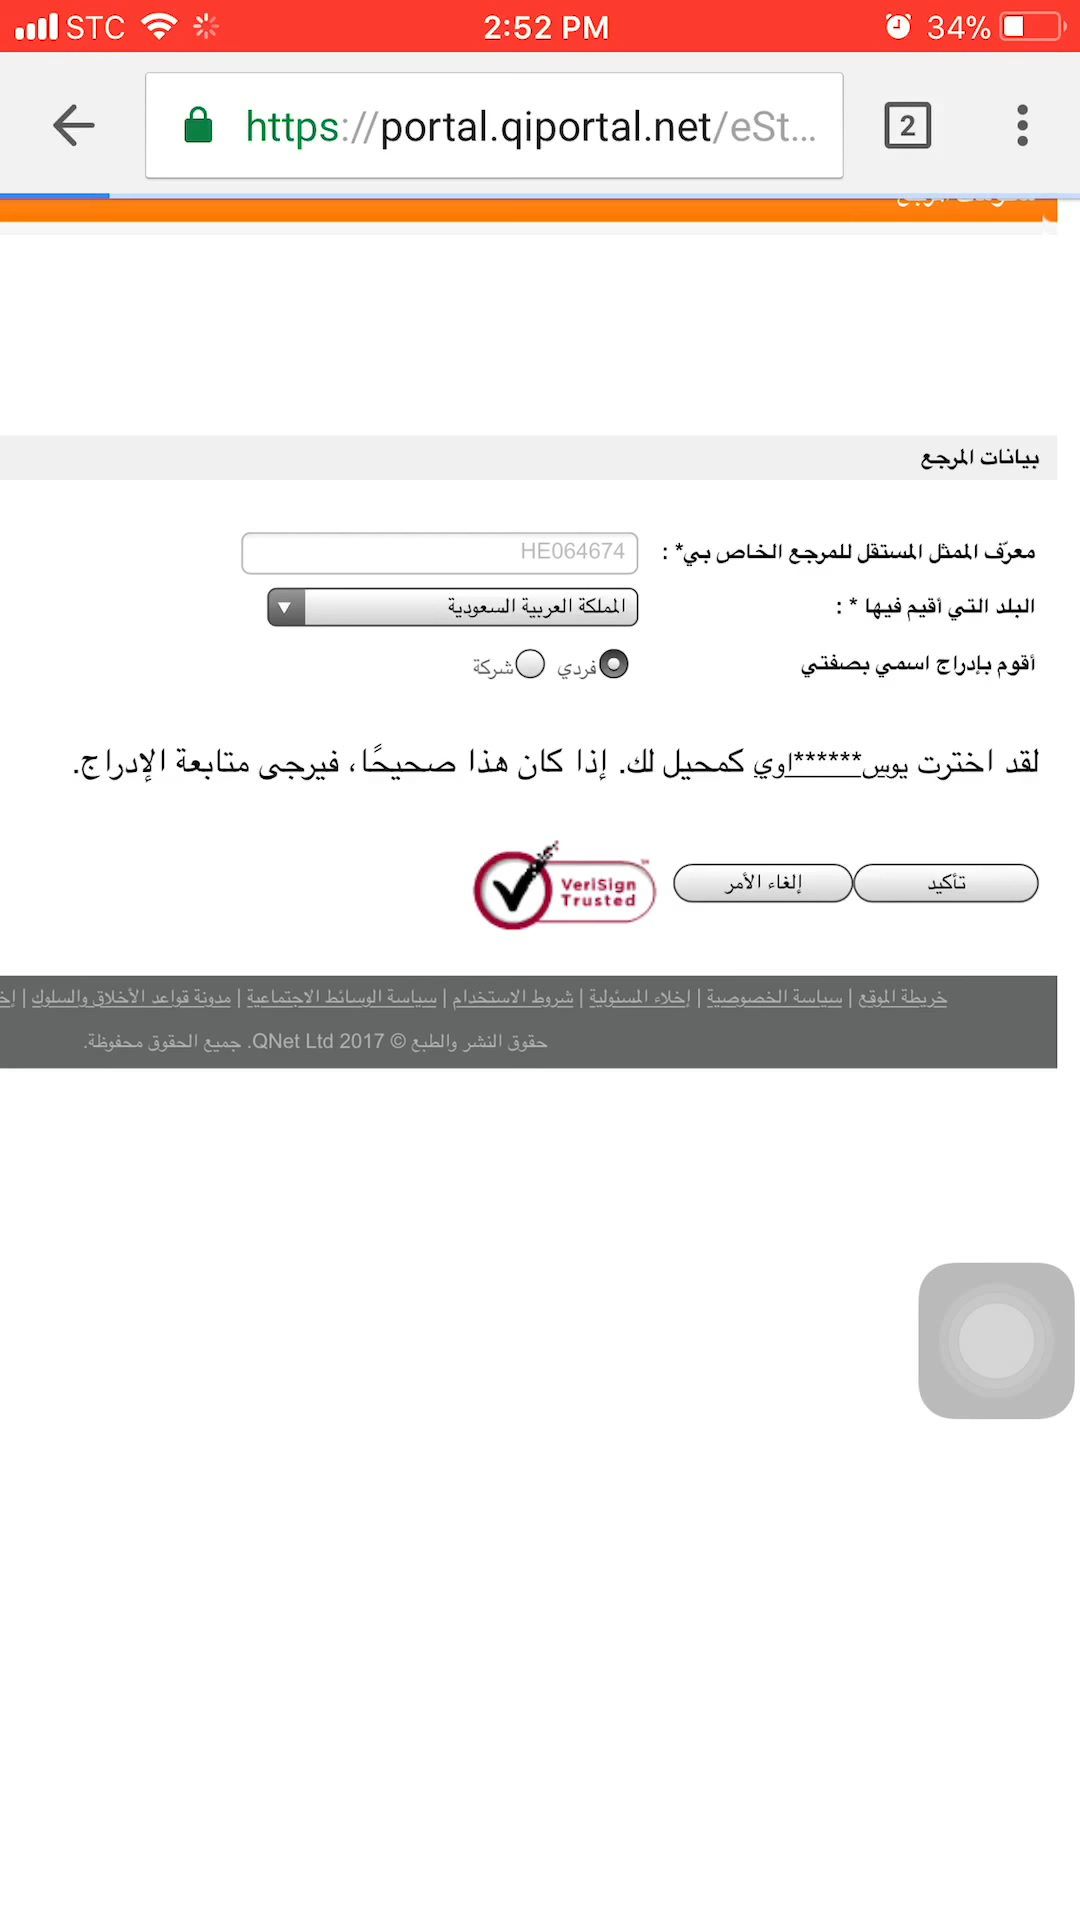 STC 2:52 PM 34%
https://portal.qiportal.net/eSt... 2
معلومات المرجع
بيانات المرجع
معرّف الممثل المستقل للمرجع الخاص بي* : HE064674
البلد التي أقيم فيها * : المملكة العربية السعودية
أقوم بإدراج اسمي بصفتي فردي شركة
لقد اخترت يوس******اوي كمحيل لك. إذا كان هذا صحيحًا، فيرجى متابعة الإدراج.
تأكيد إلغاء الأمر VeriSign Trusted
خريطة الموقع | سياسة الخصوصية | إخلاء المسئولية | شروط الاستخدام | سياسة الوسائط الاجتماعية | مدونة قواعد الأخلاق والسلوك |
حقوق النشر والطبع © 2017 QNet Ltd. جميع الحقوق محفوظة.